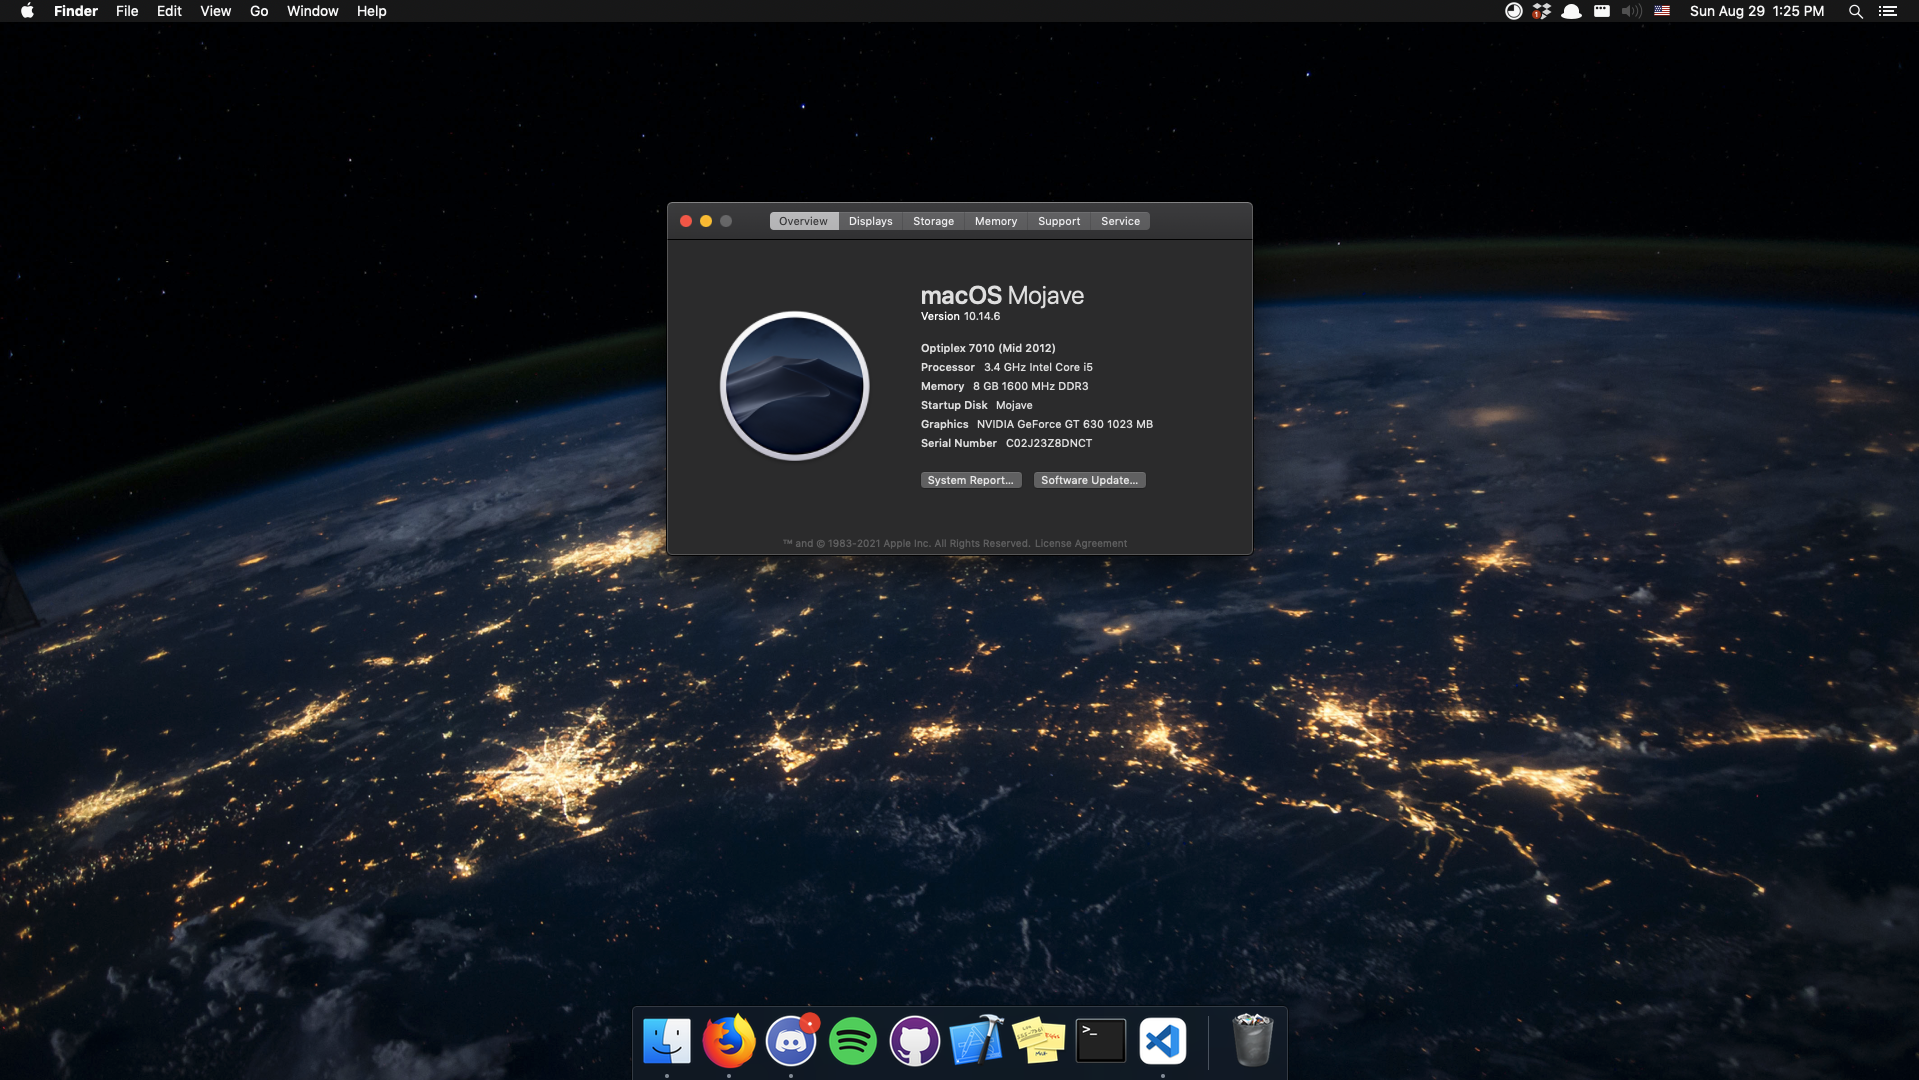 Finder File Edit View Go Window Help
1
Sun Aug 29 1:25 PM
Overview Displays Storage Memory Support Service
macOS Mojave
Version 10.14.6
Optiplex 7010 (Mid 2012)
Processor 3.4 GHz Intel Core i5
Memory 8 GB 1600 MHz DDR3
Startup Disk Mojave
Graphics NVIDIA GeForce GT 630 1023 MB
Serial Number C02J23Z8DNCT
System Report... Software Update...
™ and © 1983-2021 Apple Inc. All Rights Reserved. License Agreement
>_